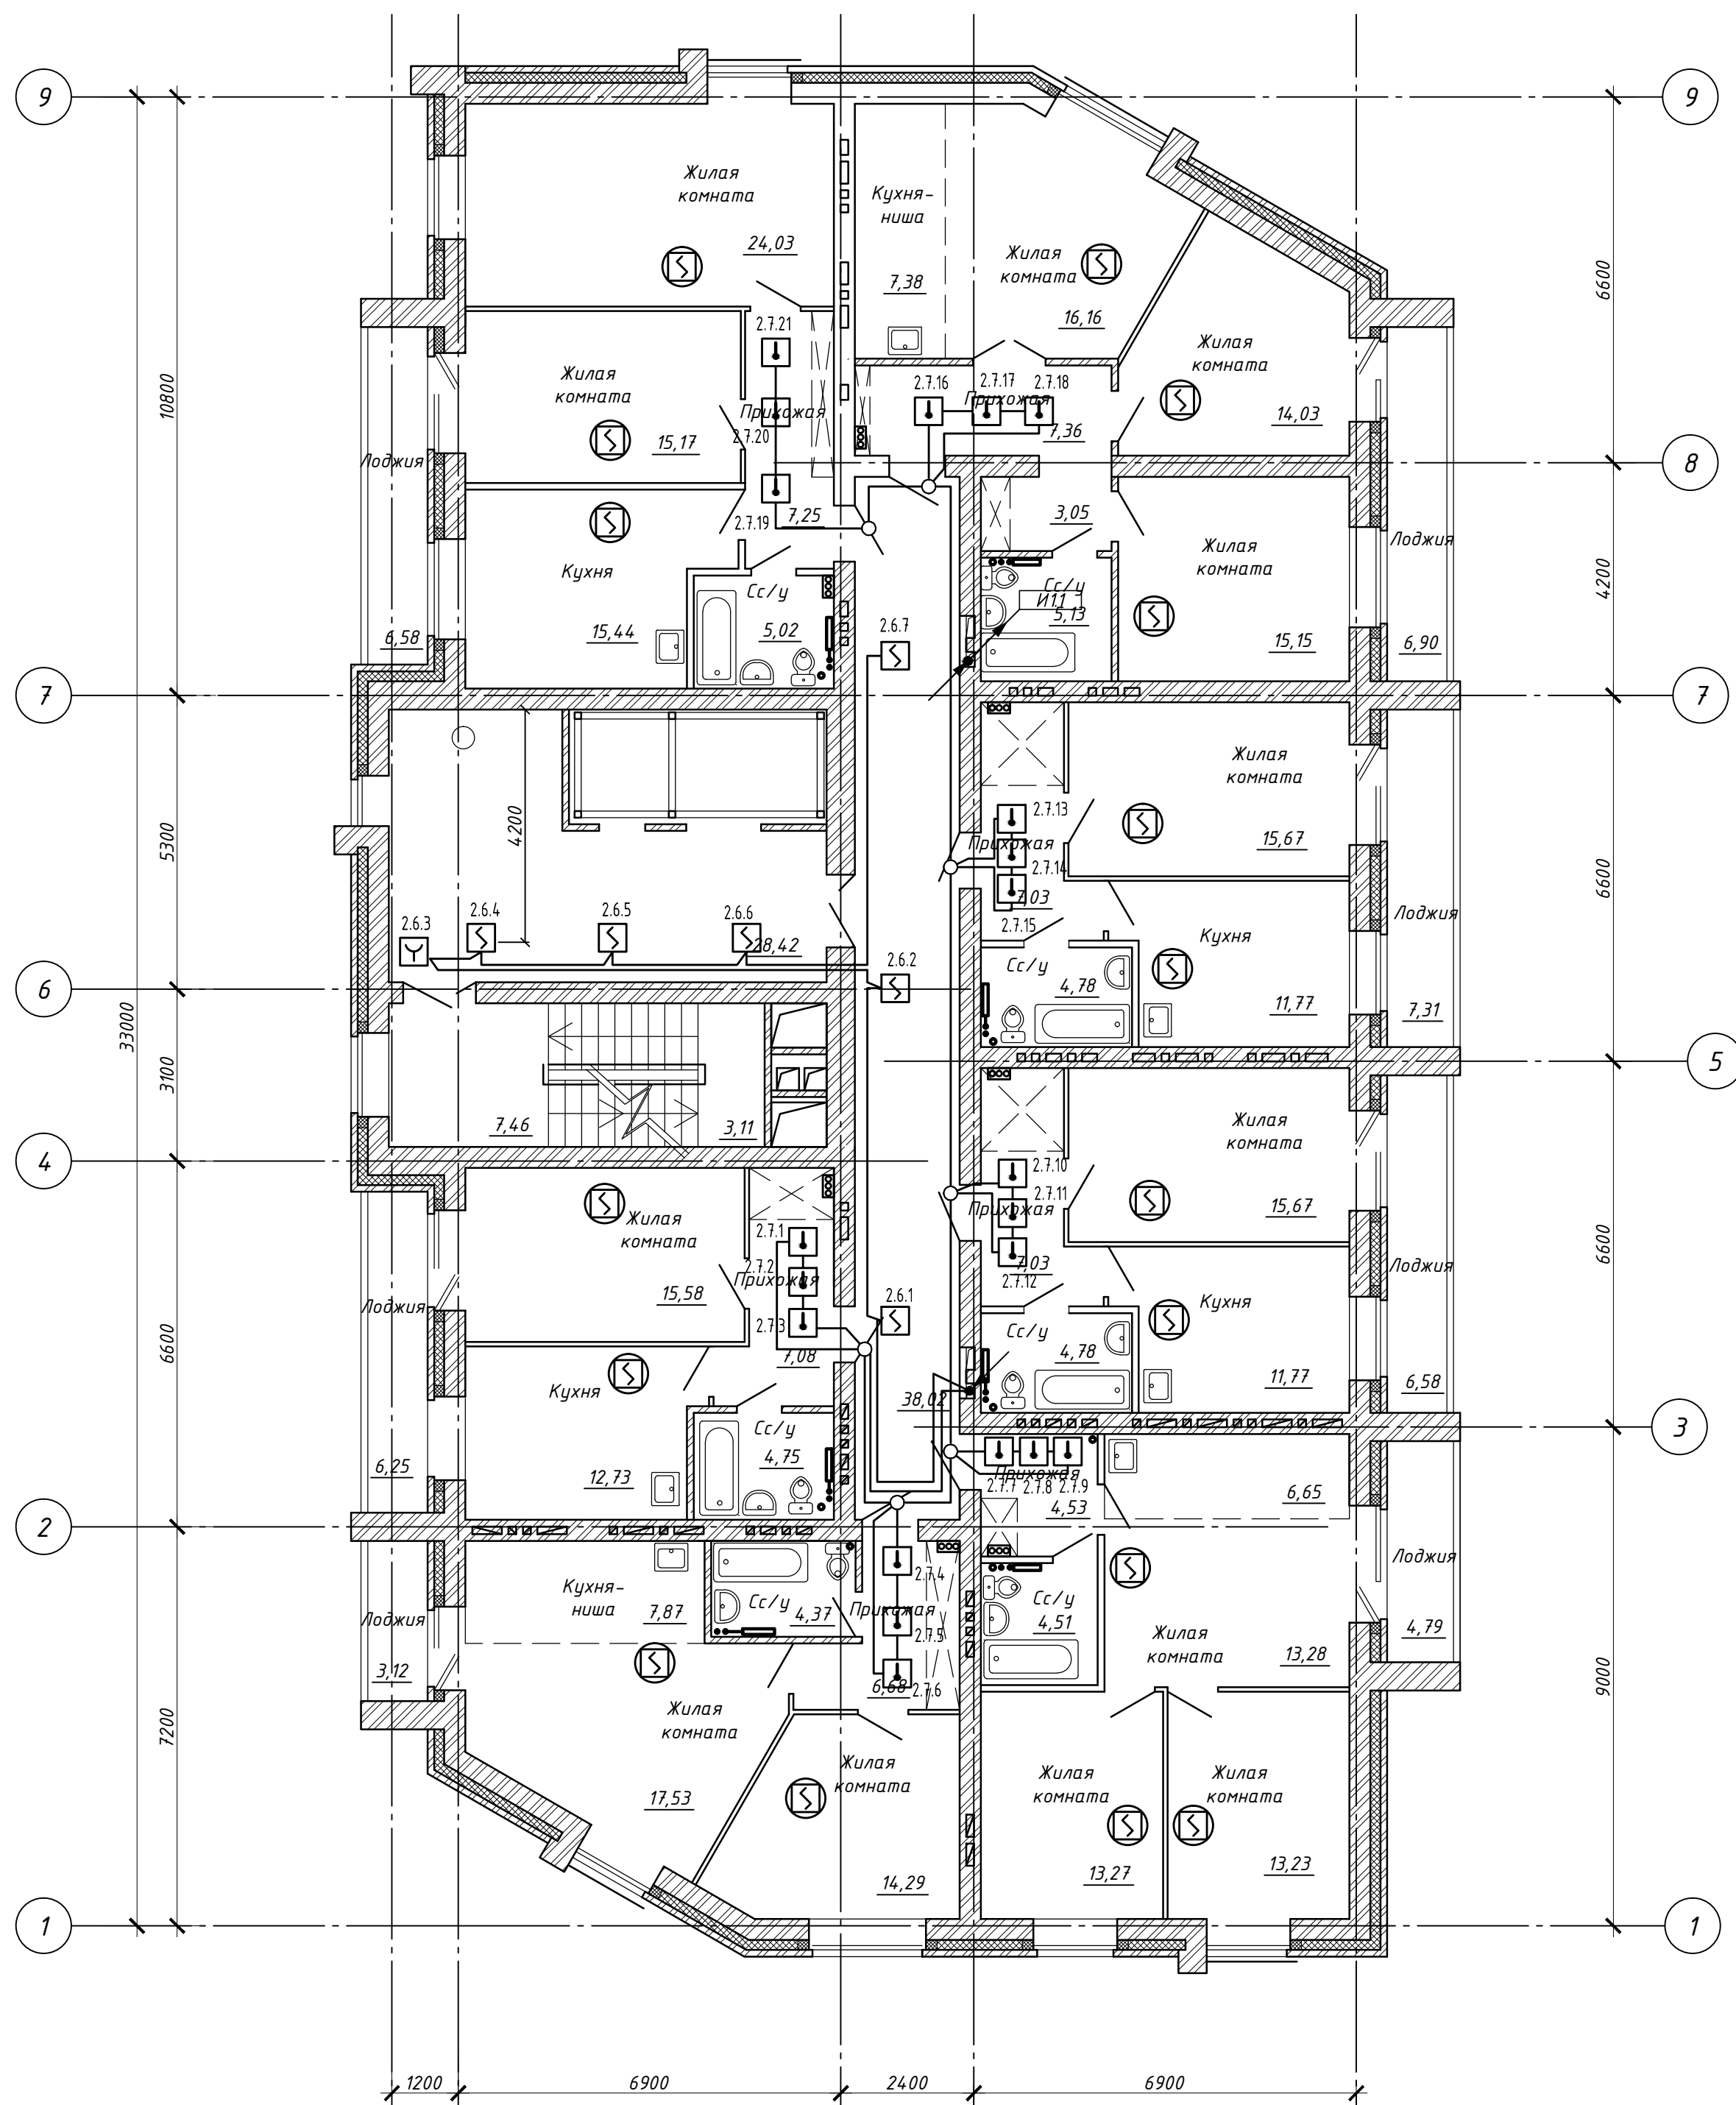 9
9
Жилая
комната
24,03
Кухня-
ниша
7,38
Жилая
комната
16,16
6600
2.7.21
Жилая
комната
14,03
10800
Жилая
комната
15,17
Прихожая
2.7.20
2.7.16
2.7.17
2.7.18
Прихожая
7,36
8
Лоджия
2.7.19
7,25
3,05
Жилая
комната
15,15
Лоджия
4200
Кухня
15,44
Сс/у
5,02
6,58
2.6.7
Сс/у
И1.1
5,13
6,90
7
7
4200
5300
Жилая
комната
15,67
2.7.13
Прихожая
2.7.14
7,03
2.7.15
6600
Лоджия
2.6.3
2.6.4
2.6.5
2.6.6
28,42
2.6.2
Кухня
11,77
Сс/у
4,78
7,31
6
33000
3100
5
7,46
3,11
4
Жилая
комната
15,67
2.7.10
2.7.11
Прихожая
7,03
2.7.12
6600
Лоджия
Жилая
комната
15,58
2.7.1
2.7.2
Прихожая
2.7.3
7,08
2.6.1
Лоджия
6600
Кухня
11,77
Сс/у
4,78
6,58
Кухня
12,73
Сс/у
4,75
6,25
38,02
3
Прихожая
2.7.7
2.7.8
2.7.9
4,53
6,65
2
Лоджия
3,12
Кухня-
ниша
7,87
Сс/у
4,37
2.7.4
Прихожая
2.7.5
6,68
2.7.6
Сс/у
4,51
Жилая
комната
13,28
Лоджия
4,79
9000
7200
Жилая
комната
17,53
Жилая
комната
14,29
Жилая
комната
13,27
Жилая
комната
13,23
1
1
1200
6900
2400
6900